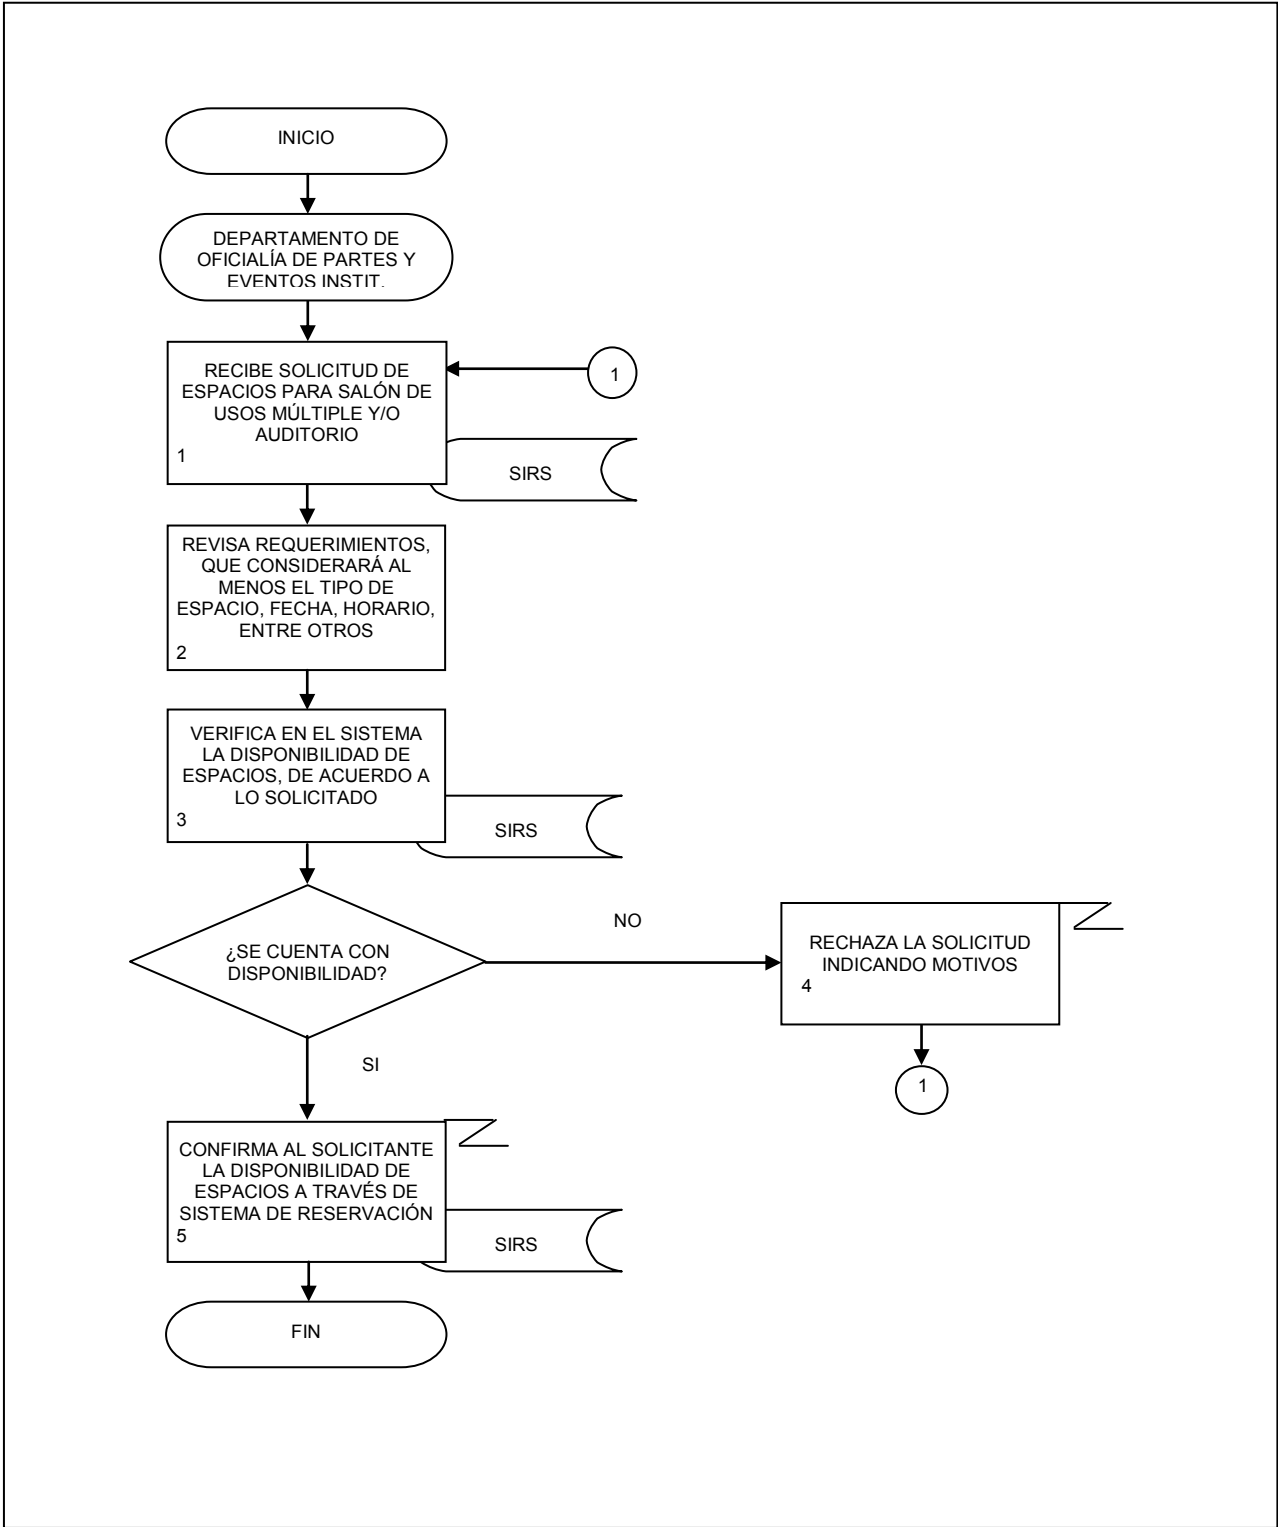 INICIO
DEPARTAMENTO DE
OFICIALÍA DE PARTES Y
EVENTOS INSTIT.
RECIBE SOLICITUD DE
ESPACIOS PARA SALÓN DE
USOS MÚLTIPLE Y/O
AUDITORIO
1
1
SIRS
REVISA REQUERIMIENTOS,
QUE CONSIDERARÁ AL
MENOS EL TIPO DE
ESPACIO, FECHA, HORARIO,
ENTRE OTROS
2
VERIFICA EN EL SISTEMA
LA DISPONIBILIDAD DE
ESPACIOS, DE ACUERDO A
LO SOLICITADO
3
SIRS
¿SE CUENTA CON
DISPONIBILIDAD?
NO
RECHAZA LA SOLICITUD
INDICANDO MOTIVOS
4
1
SI
CONFIRMA AL SOLICITANTE
LA DISPONIBILIDAD DE
ESPACIOS A TRAVÉS DE
SISTEMA DE RESERVACIÓN
5
SIRS
FIN